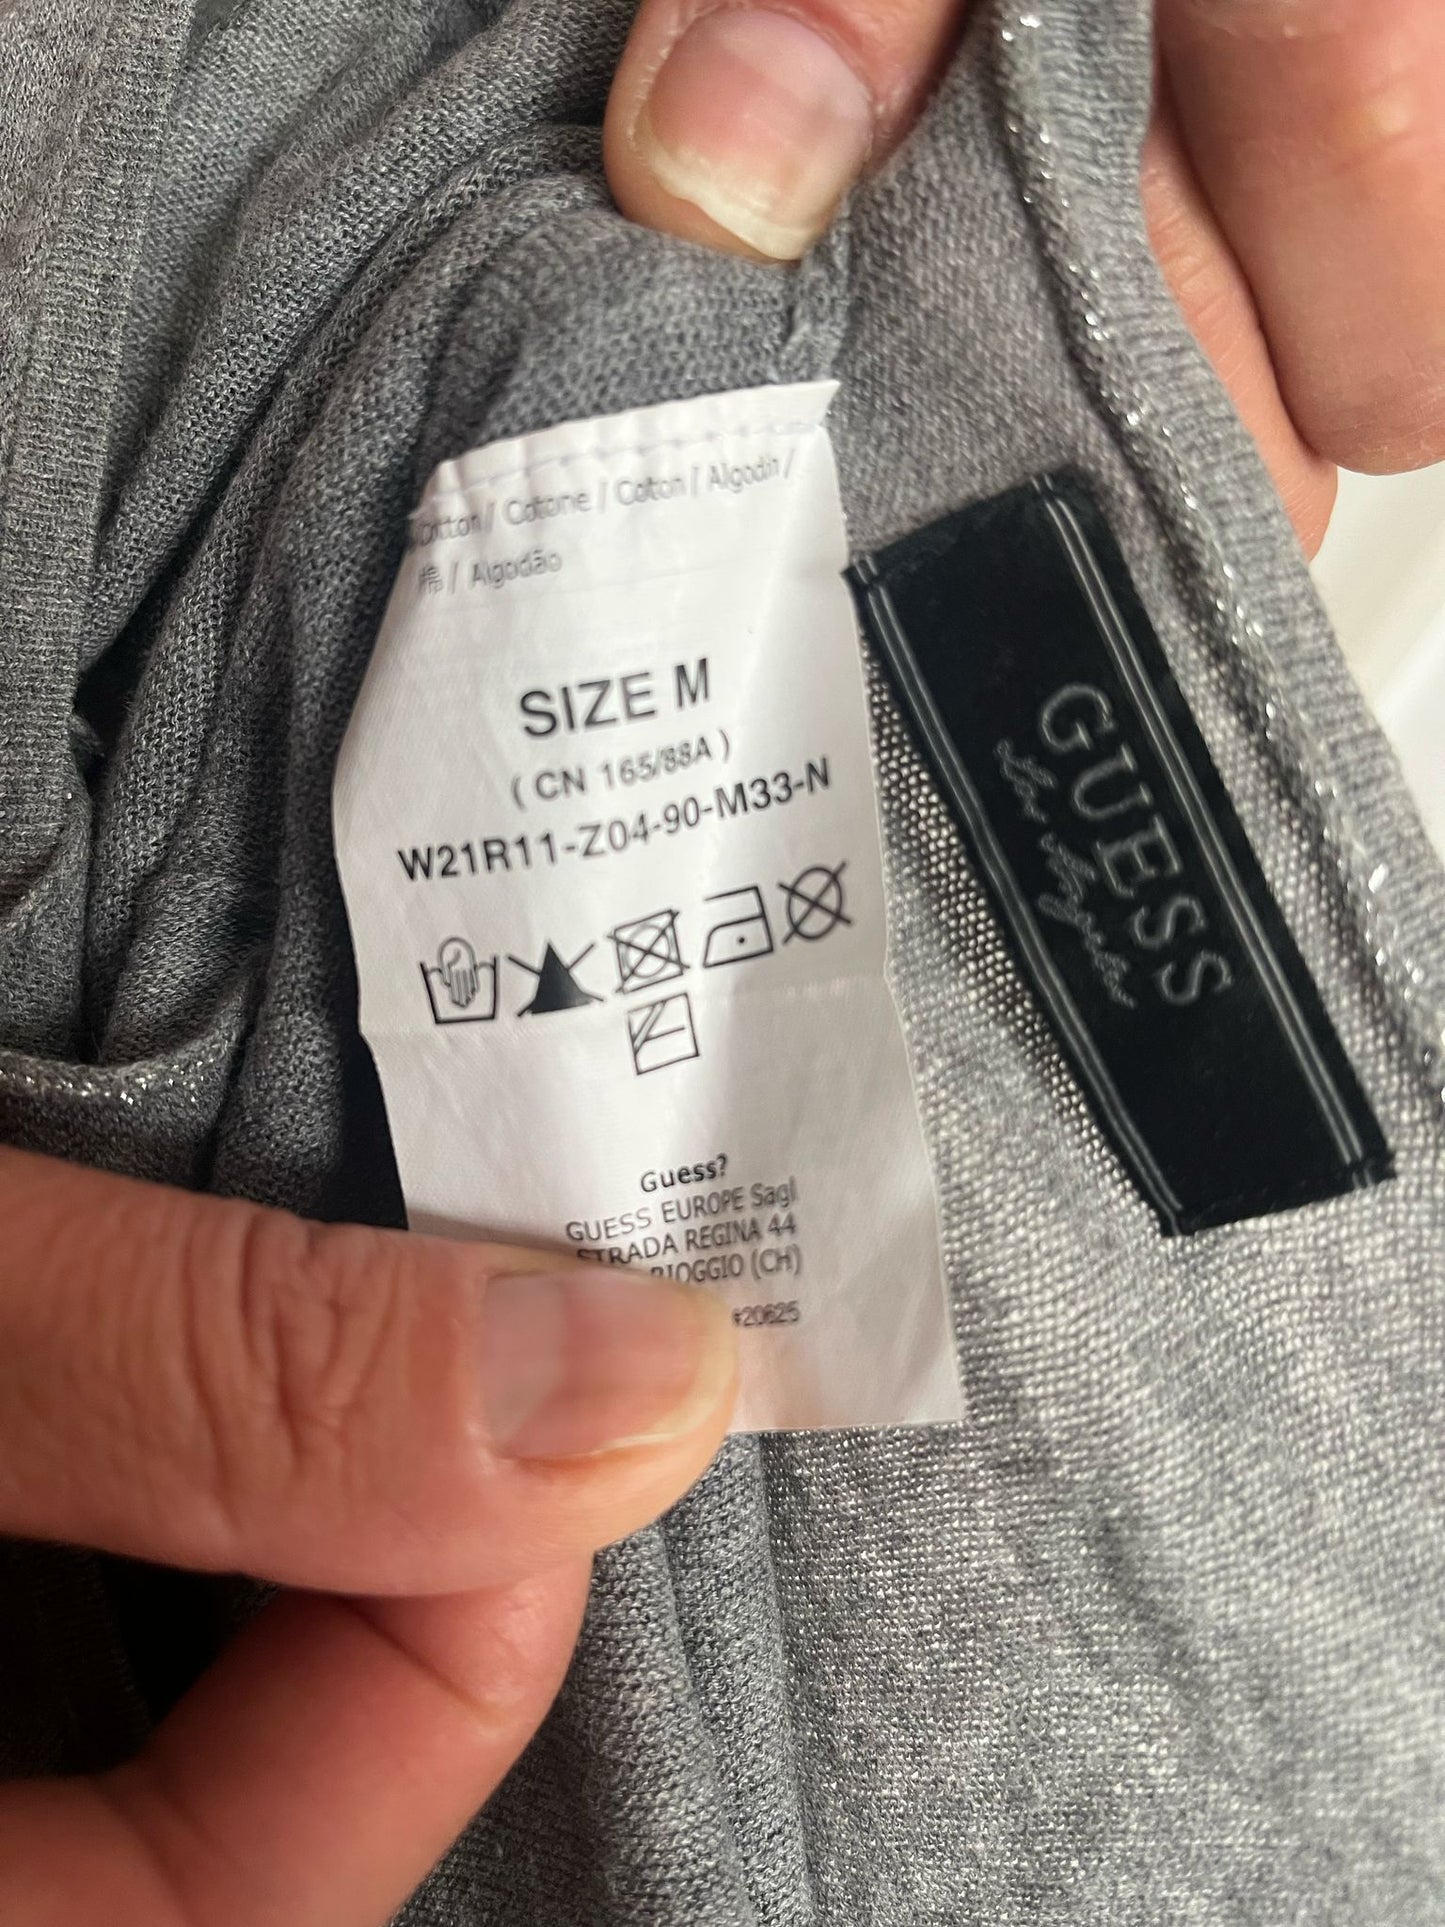 Cotton / Cotone / Coton / Algodón /
棉 / Algodão
SIZE M
( CN 165/88A )
W21R11-Z04-90-M33-N
Guess?
GUESS EUROPE Sagl
STRADA REGINA 44
BIOGGIO (CH)
#20625
GUESS
Los Angeles